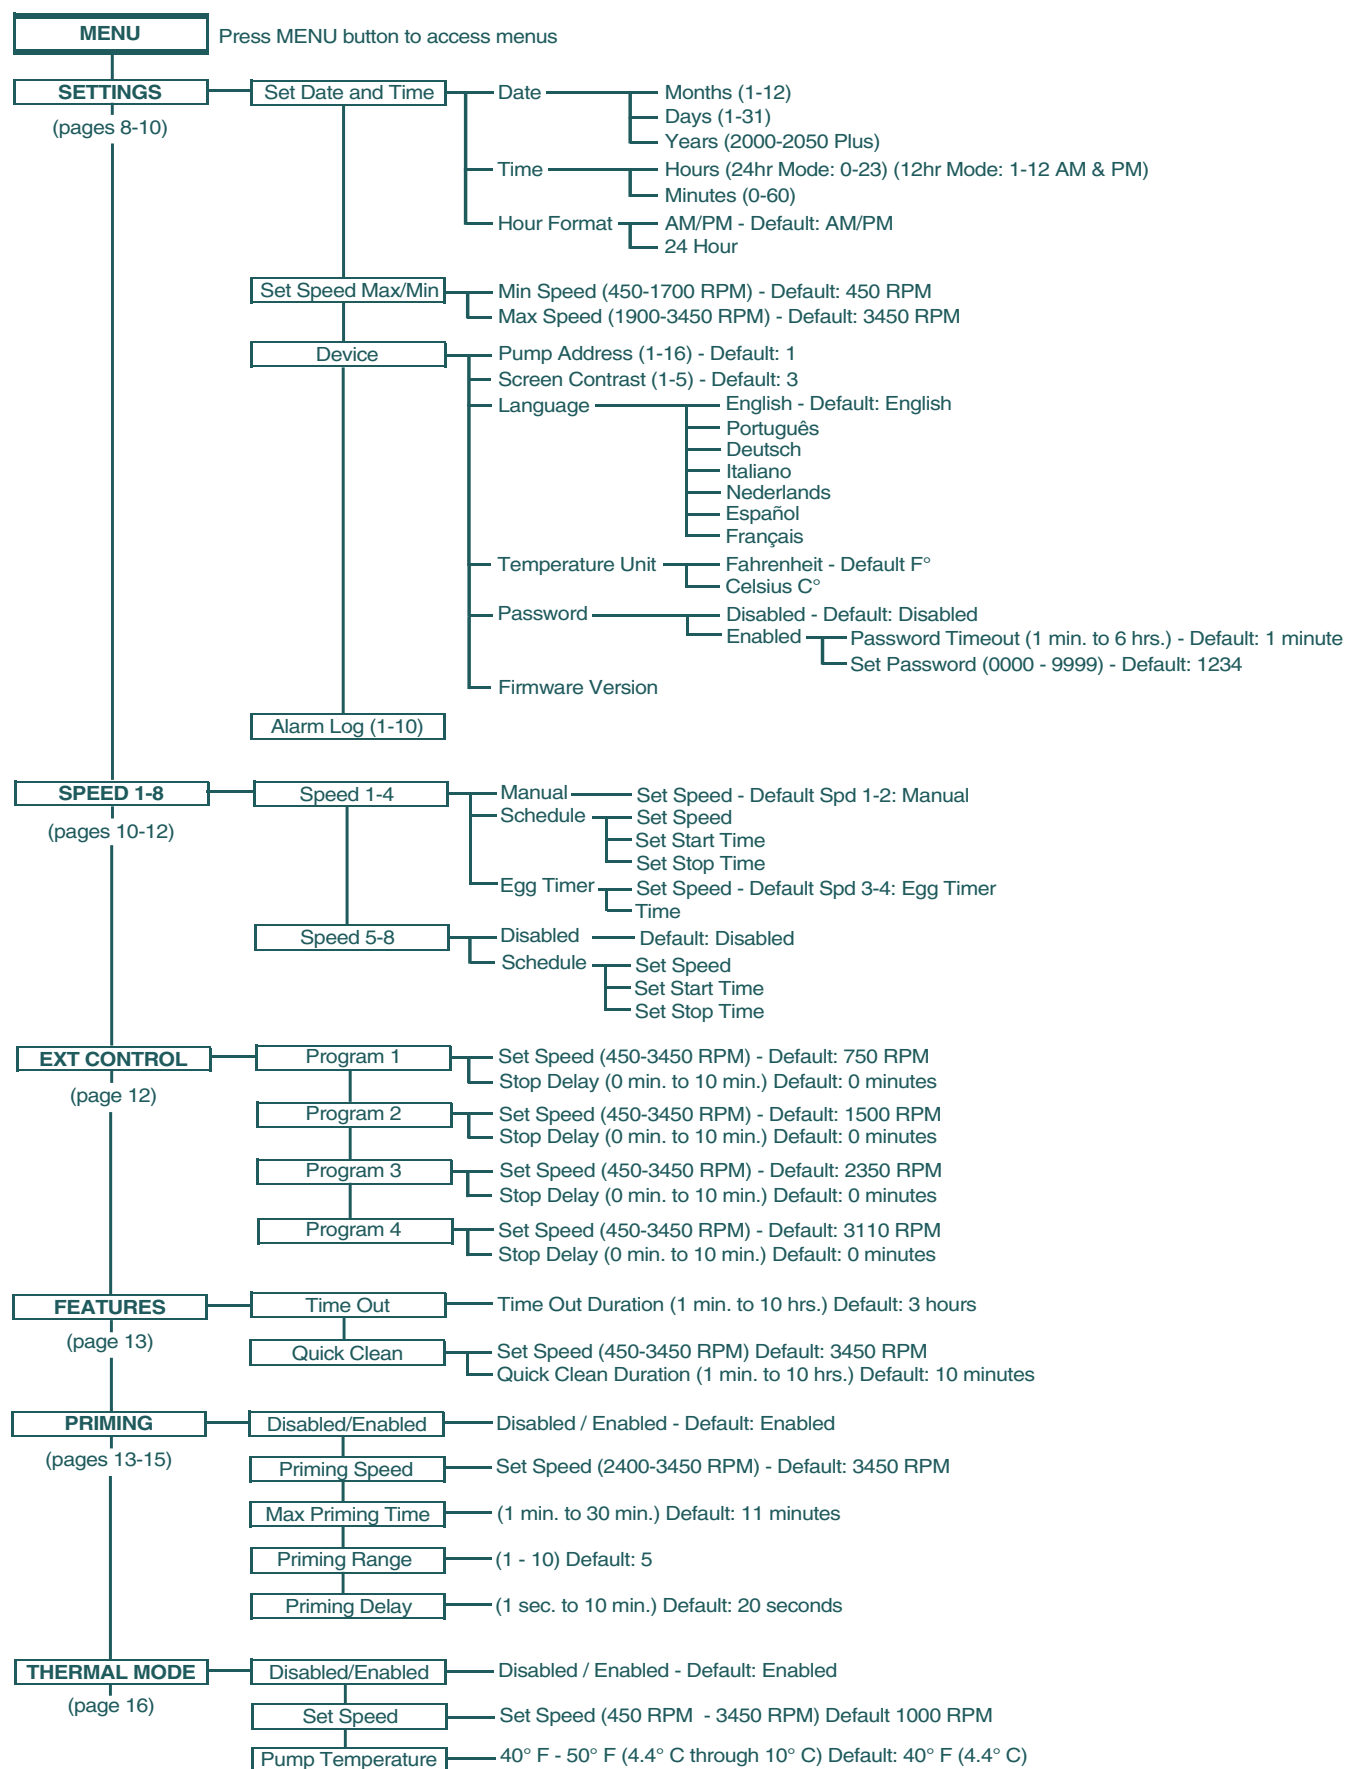 MENU
Press MENU button to access menus
SETTINGS
(pages 8-10)
Set Date and Time
Date
Months (1-12)
Days (1-31)
Years (2000-2050 Plus)
Time
Hours (24hr Mode: 0-23) (12hr Mode: 1-12 AM & PM)
Minutes (0-60)
Hour Format
AM/PM - Default: AM/PM
24 Hour
Set Speed Max/Min
Min Speed (450-1700 RPM) - Default: 450 RPM
Max Speed (1900-3450 RPM) - Default: 3450 RPM
Device
Pump Address (1-16) - Default: 1
Screen Contrast (1-5) - Default: 3
Language
English - Default: English
Português
Deutsch
Italiano
Nederlands
Español
Français
Temperature Unit
Fahrenheit - Default F°
Celsius C°
Password
Disabled - Default: Disabled
Enabled
Password Timeout (1 min. to 6 hrs.) - Default: 1 minute
Set Password (0000 - 9999) - Default: 1234
Firmware Version
Alarm Log (1-10)
SPEED 1-8
(pages 10-12)
Speed 1-4
Manual
Set Speed - Default Spd 1-2: Manual
Schedule
Set Speed
Set Start Time
Set Stop Time
Egg Timer
Set Speed - Default Spd 3-4: Egg Timer
Time
Speed 5-8
Disabled
Default: Disabled
Schedule
Set Speed
Set Start Time
Set Stop Time
EXT CONTROL
(page 12)
Program 1
Set Speed (450-3450 RPM) - Default: 750 RPM
Stop Delay (0 min. to 10 min.) Default: 0 minutes
Program 2
Set Speed (450-3450 RPM) - Default: 1500 RPM
Stop Delay (0 min. to 10 min.) Default: 0 minutes
Program 3
Set Speed (450-3450 RPM) - Default: 2350 RPM
Stop Delay (0 min. to 10 min.) Default: 0 minutes
Program 4
Set Speed (450-3450 RPM) - Default: 3110 RPM
Stop Delay (0 min. to 10 min.) Default: 0 minutes
FEATURES
(page 13)
Time Out
Time Out Duration (1 min. to 10 hrs.) Default: 3 hours
Quick Clean
Set Speed (450-3450 RPM) Default: 3450 RPM
Quick Clean Duration (1 min. to 10 hrs.) Default: 10 minutes
PRIMING
(pages 13-15)
Disabled/Enabled
Disabled / Enabled - Default: Enabled
Priming Speed
Set Speed (2400-3450 RPM) - Default: 3450 RPM
Max Priming Time
(1 min. to 30 min.) Default: 11 minutes
Priming Range
(1 - 10) Default: 5
Priming Delay
(1 sec. to 10 min.) Default: 20 seconds
THERMAL MODE
(page 16)
Disabled/Enabled
Disabled / Enabled - Default: Enabled
Set Speed
Set Speed (450 RPM - 3450 RPM) Default 1000 RPM
Pump Temperature
40° F - 50° F (4.4° C through 10° C) Default: 40° F (4.4° C)